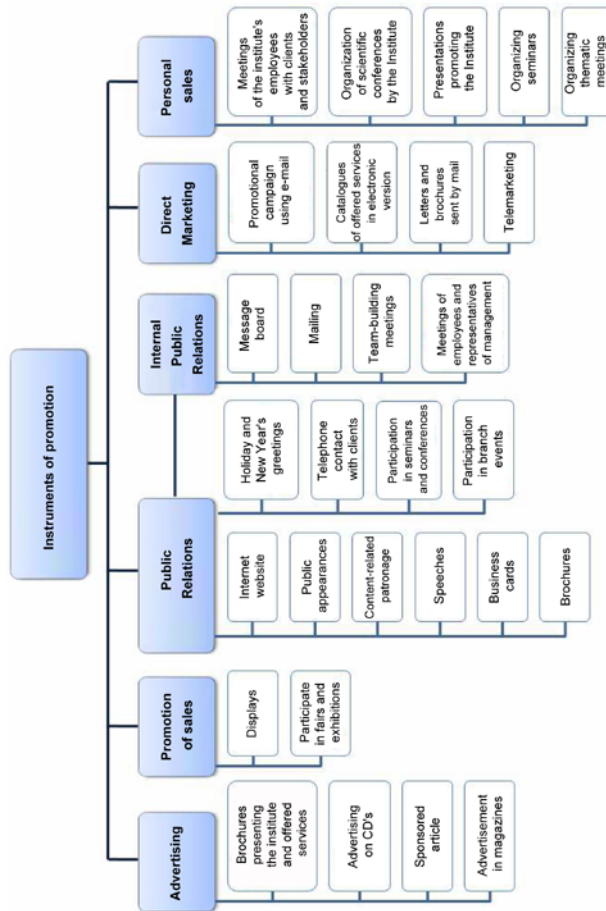 Instruments of promotion
Advertising
Brochures
presenting
the institute
and offered
services
Advertising
on CD's
Sponsored
article
Advertisement
in magazines
Promotion
of sales
Displays
Participate
in fairs and
exhibitions
Public
Relations
Internet
website
Public
appearances
Content-related
patronage
Speeches
Business
cards
Brochures
Holiday and
New Year's
greetings
Telephone
contact
with clients
Participation
in seminars
and conferences
Participation
in branch
events
Internal
Public
Relations
Message
board
Mailing
Team-building
meetings
Meetings of
employees and
representatives
of management
Direct
Marketing
Promotional
campaign
using e-mail
Catalogues
of offered services
in electronic
version
Letters and
brochures
sent by mail
Telemarketing
Personal
sales
Meetings
of the institute's
employees
with clients
and stakeholders
Organization
of scientific
conferences
by the Institute
Presentations
promoting
the Institute
Organizing
seminars
Organizing
thematic
meetings